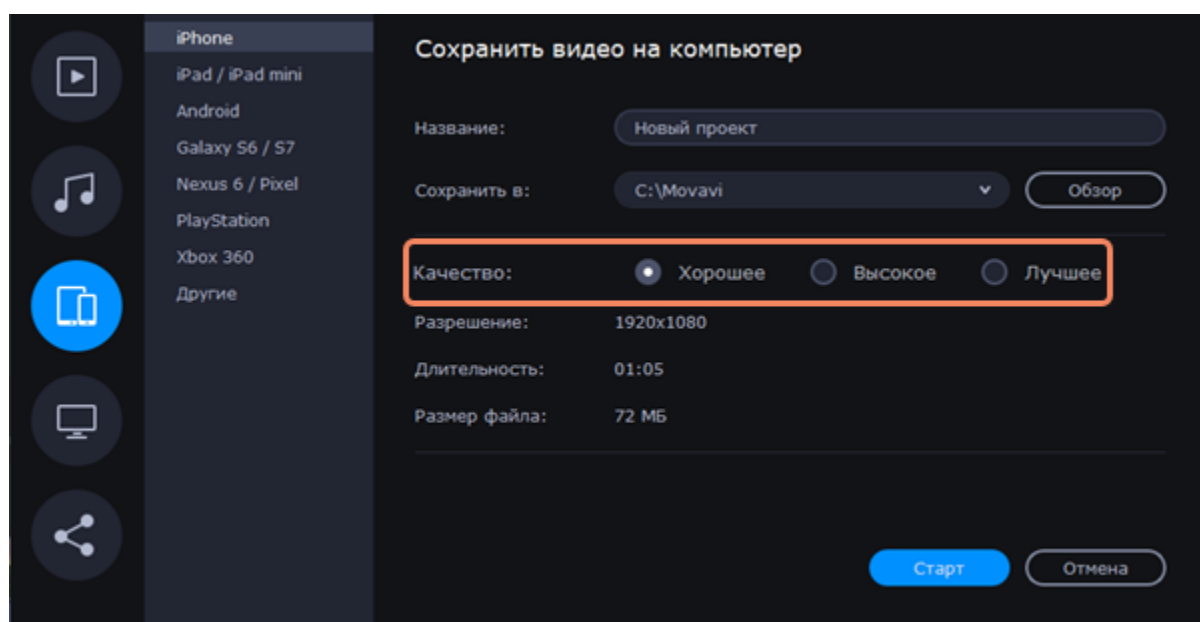 iPhone
iPad / iPad mini
Android
Galaxy S6 / S7
Nexus 6 / Pixel
PlayStation
Xbox 360
Другие
Сохранить видео на компьютер
Название: Новый проект
Сохранить в: C:\Movavi Обзор
Качество: Хорошее Высокое Лучшее
Разрешение: 1920x1080
Длительность: 01:05
Размер файла: 72 МБ
Старт Отмена